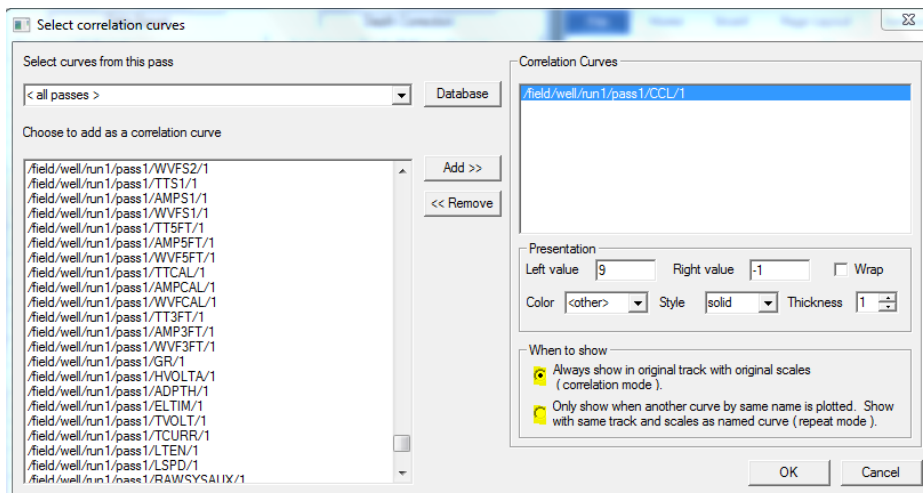 Select correlation curves
Select curves from this pass
< all passes >
Database
Choose to add as a correlation curve
/field/well/run1/pass1/WVFS2/1
/field/well/run1/pass1/TTS1/1
/field/well/run1/pass1/AMPS1/1
/field/well/run1/pass1/WVFS1/1
/field/well/run1/pass1/TT5FT/1
/field/well/run1/pass1/AMP5FT/1
/field/well/run1/pass1/WVF5FT/1
/field/well/run1/pass1/TTCAL/1
/field/well/run1/pass1/AMPCAL/1
/field/well/run1/pass1/WVFCAL/1
/field/well/run1/pass1/TT3FT/1
/field/well/run1/pass1/AMP3FT/1
/field/well/run1/pass1/WVF3FT/1
/field/well/run1/pass1/GR/1
/field/well/run1/pass1/HVOLTA/1
/field/well/run1/pass1/ADPTH/1
/field/well/run1/pass1/ELTIM/1
/field/well/run1/pass1/TVOLT/1
/field/well/run1/pass1/TCURR/1
/field/well/run1/pass1/LTEN/1
/field/well/run1/pass1/LSPD/1
/field/well/run1/pass1/RAWSYSAUX/1
Add >>
<< Remove
Correlation Curves
/field/well/run1/pass1/CCL/1
Presentation
Left value 9 Right value -1 Wrap
Color <other> Style solid Thickness 1
When to show
Always show in original track with original scales
( correlation mode ).
Only show when another curve by same name is plotted. Show
with same track and scales as named curve ( repeat mode ).
OK Cancel